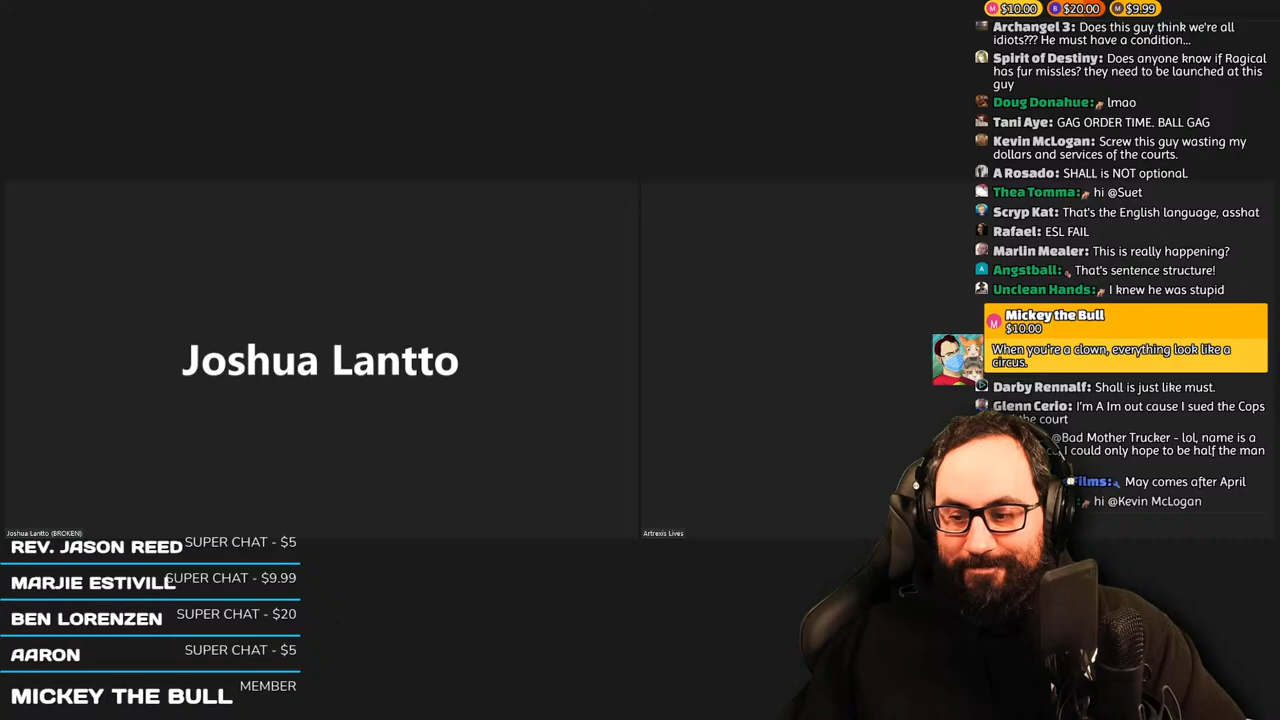 $10.00
$20.00
$9.99
Archangel 3: Does this guy think we're all
idiots??? He must have a condition...
Spirit of Destiny: Does anyone know if Ragical
has fur missles? they need to be launched at this
guy
Doug Donahue: lmao
Tani Aye: GAG ORDER TIME. BALL GAG
Kevin McLogan: Screw this guy wasting my
dollars and services of the courts.
A Rosado: SHALL is NOT optional.
Thea Tomma: hi @Suet
Scryp Kat: That's the English language, asshat
Rafael: ESL FAIL
Marlin Mealer: This is really happening?
Angstball: That's sentence structure!
Unclean Hands: I knew he was stupid
Mickey the Bull
$10.00
When you're a clown, everything look like a
circus.
Darby Rennalf: Shall is just like must.
Glenn Cerio: I'm A Im out cause I sued the Cops
the court
@Bad Mother Trucker - lol, name is a
I could only hope to be half the man
Films: May comes after April
hi @Kevin McLogan
Joshua Lantto
Joshua Lantto (BROKEN)
Artrexis Lives
REV. JASON REED SUPER CHAT - $5
MARJIE ESTIVILL SUPER CHAT - $9.99
BEN LORENZEN SUPER CHAT - $20
AARON SUPER CHAT - $5
MICKEY THE BULL MEMBER